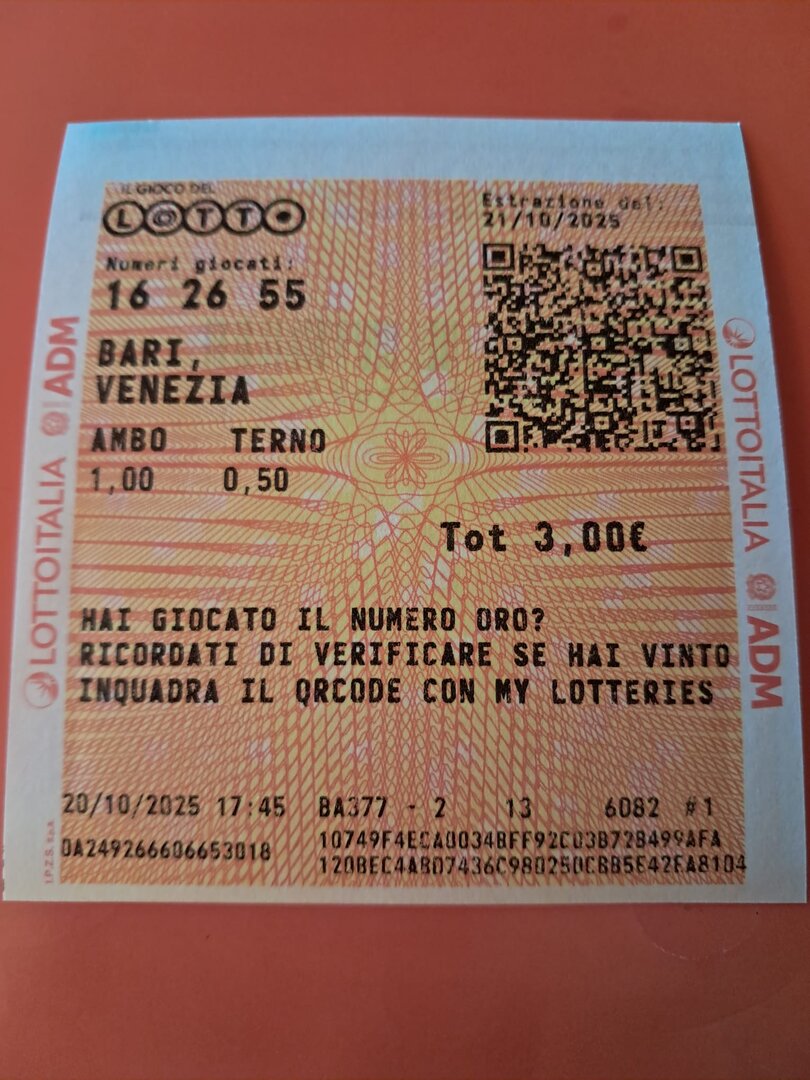 IL GIOCO DEL
LOTTO
Estrazione del:
21/10/2025
Numeri giocati:
16 26 55
BARI,
VENEZIA
AMBO TERNO
1,00 0,50
Tot 3,00€
HAI GIOCATO IL NUMERO ORO?
RICORDATI DI VERIFICARE SE HAI VINTO
INQUADRA IL QRCODE CON MY LOTTERIES
20/10/2025 17:45 BA377 - 2 13 6082 #1
0A249266606653018
LOTTOITALIA ADM
LOTTOITALIA ADM
I.P.Z.S. S.p.A.